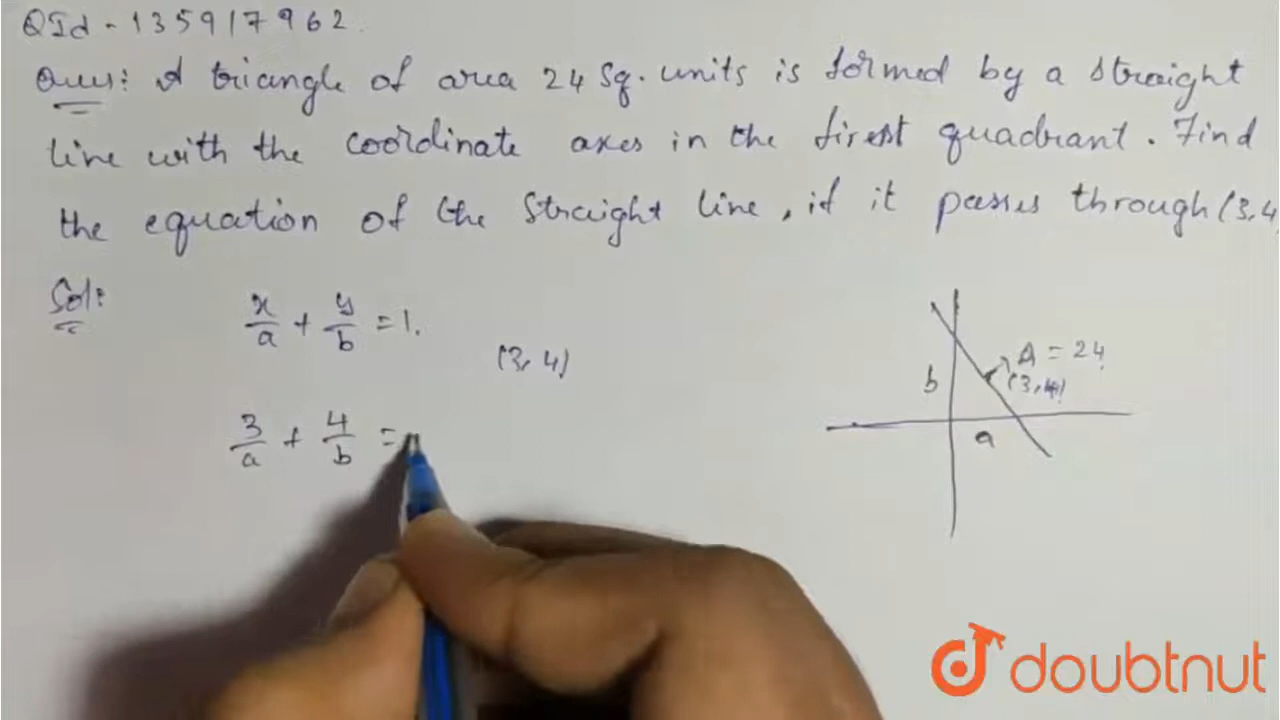 QId - 135917962.
Ques: A triangle of area 24 sq. units is formed by a straight
line with the coordinate axes in the first quadrant. Find
the equation of the straight line, if it passes through (3,4
Sol:
x/a + y/b = 1.
(3, 4)
3/a + 4/b =
A = 24
(3,4)
b
a
doubtnut